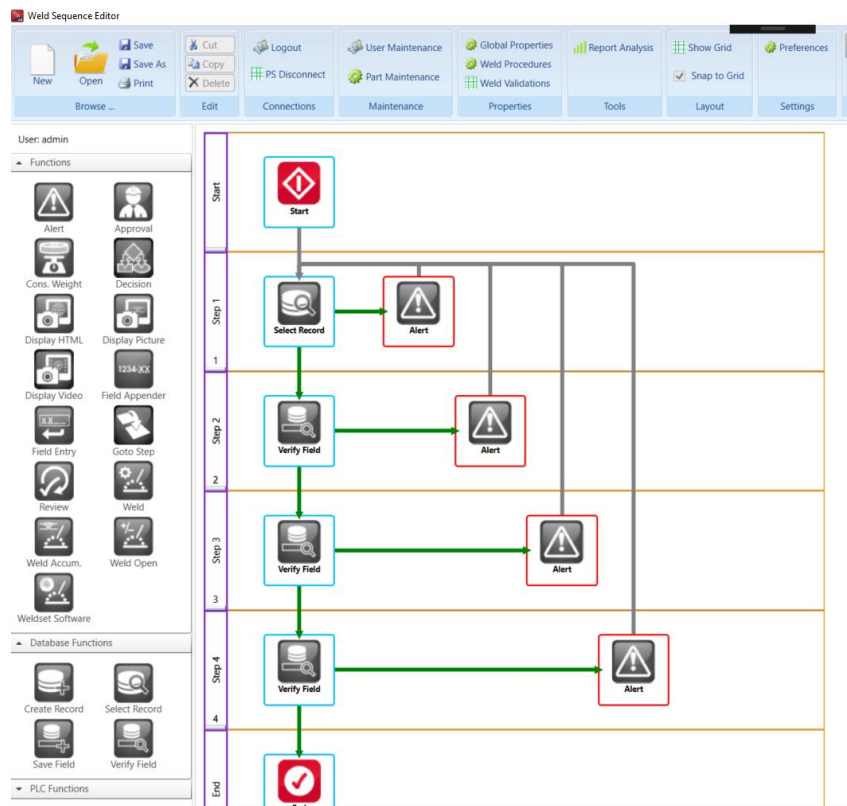 Weld Sequence Editor
New
Open
Save
Save As
Print
Browse ...
Cut
Copy
Delete
Edit
Logout
PS Disconnect
Connections
User Maintenance
Part Maintenance
Maintenance
Global Properties
Weld Procedures
Weld Validations
Properties
Report Analysis
Tools
Show Grid
Snap to Grid
Layout
Preferences
Settings
User: admin
Functions
Alert
Approval
Cons. Weight
Decision
Display HTML
Display Picture
Display Video
1234-XX
Field Appender
XX__
Field Entry
Goto Step
Review
Weld
Weld Accum.
Weld Open
Weldset Software
Database Functions
Create Record
Select Record
Save Field
Verify Field
PLC Functions
Start
Start
Step 1
1
Select Record
Alert
Step 2
2
Verify Field
Alert
Step 3
3
Verify Field
Alert
Step 4
4
Verify Field
Alert
End